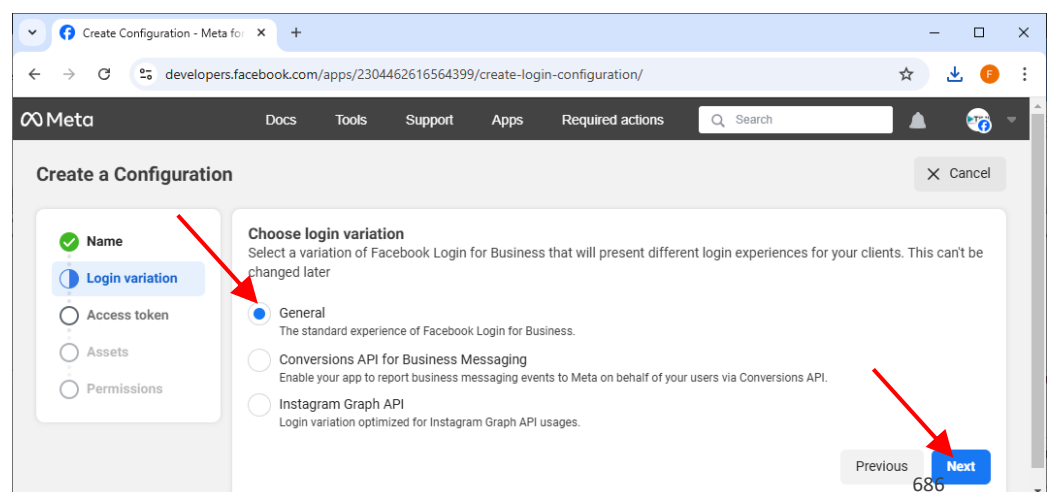 Create Configuration - Meta for
developers.facebook.com/apps/2304462616564399/create-login-configuration/
F
Meta
Docs Tools Support Apps Required actions Search
Create a Configuration
Cancel
Name
Login variation
Access token
Assets
Permissions
Choose login variation
Select a variation of Facebook Login for Business that will present different login experiences for your clients. This can't be
changed later
General
The standard experience of Facebook Login for Business.
Conversions API for Business Messaging
Enable your app to report business messaging events to Meta on behalf of your users via Conversions API.
Instagram Graph API
Login variation optimized for Instagram Graph API usages.
Previous Next
686